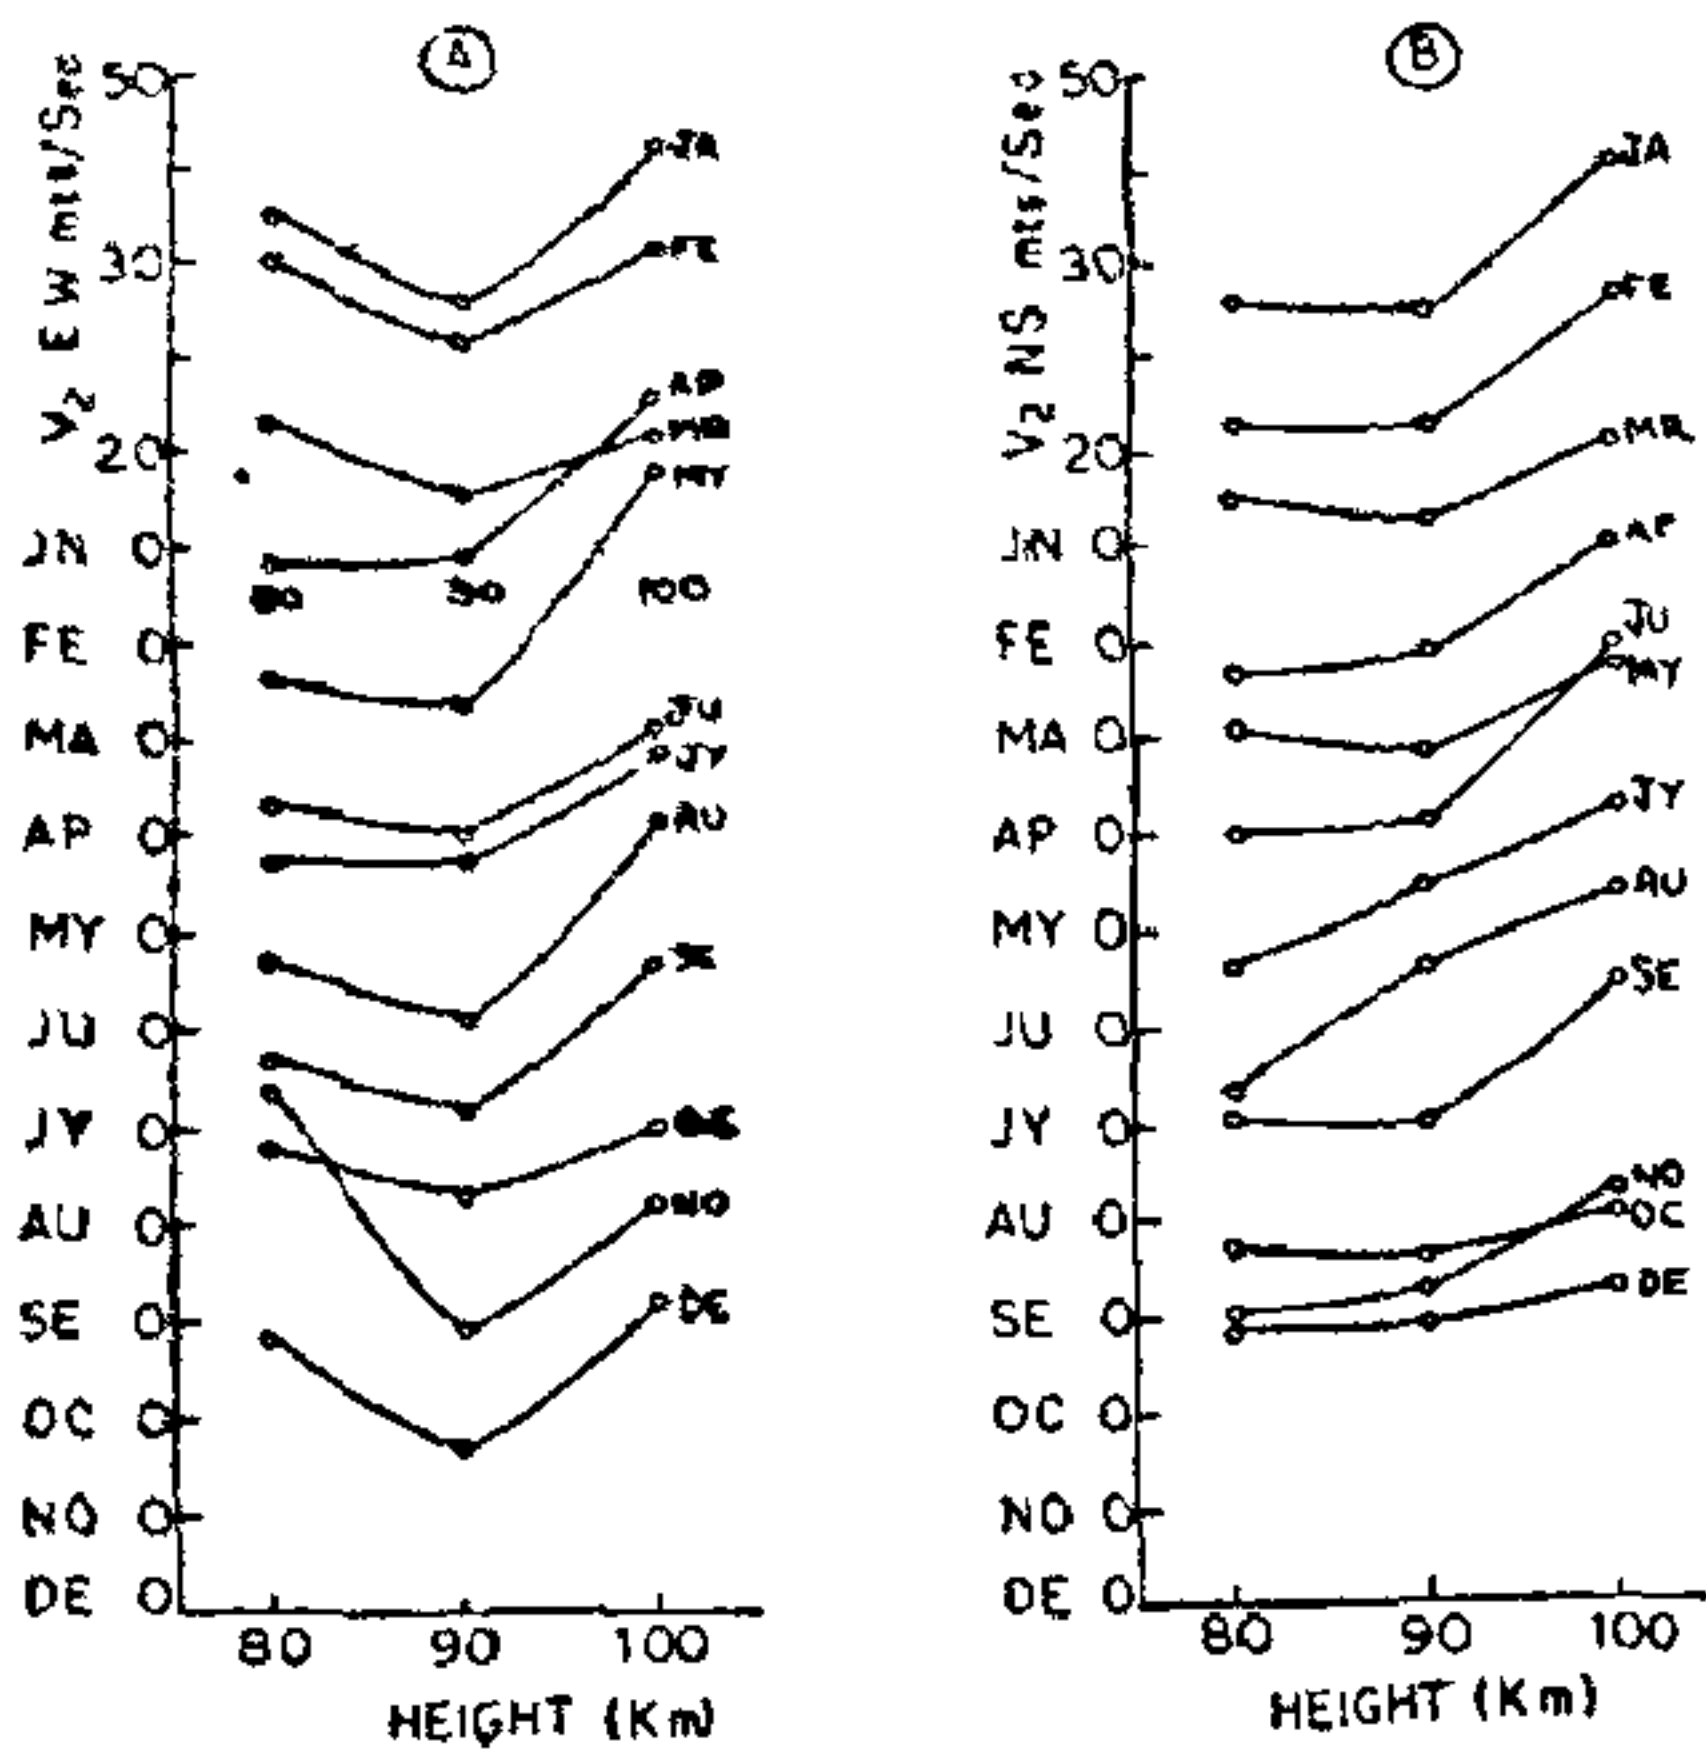 A
V2 E W mts/Sec
50
30
20
JN 0
FE 0
MA 0
AP 0
MY 0
JU 0
JY 0
AU 0
SE 0
OC 0
NO 0
DE 0
JA
FE
AP
MR
MY
90
100
JU
JY
AU
SE
NO
DE
80 90 100
HEIGHT (Km)
B
V2 NS mts/Sec
50
30
20
JN 0
FE 0
MA 0
AP 0
MY 0
JU 0
JY 0
AU 0
SE 0
OC 0
NO 0
DE 0
JA
FE
MR
AP
JU
MY
JY
AU
SE
NO
OC
DE
80 90 100
HEIGHT (Km)